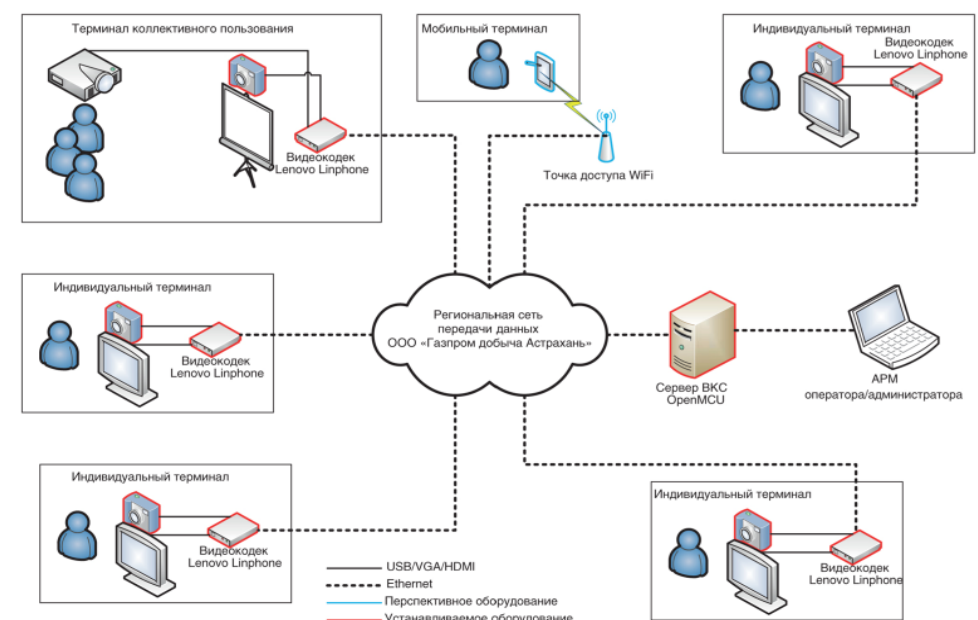 Терминал коллективного пользования
Видеокодек
Lenovo Linphone
Мобильный терминал
Точка доступа WiFi
Индивидуальный терминал
Видеокодек
Lenovo Linphone
Индивидуальный терминал
Видеокодек
Lenovo Linphone
Региональная сеть
передачи данных
ООО «Газпром добыча Астрахань»
Сервер ВКС
OpenMCU
АРМ
оператора/администратора
Индивидуальный терминал
Видеокодек
Lenovo Linphone
Индивидуальный терминал
Видеокодек
Lenovo Linphone
USB/VGA/HDMI
Ethernet
Перспективное оборудование
Устанавливаемое оборудование